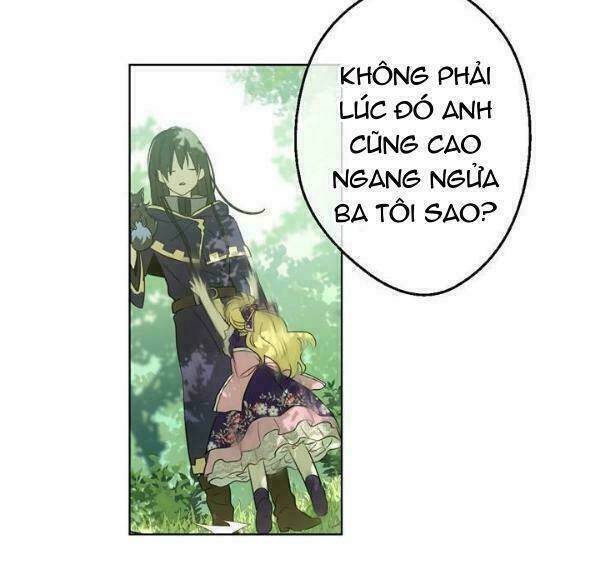 KHÔNG PHẢI
LÚC ĐÓ ANH
CŨNG CAO
NGANG NGỬA
BA TÔI SAO?